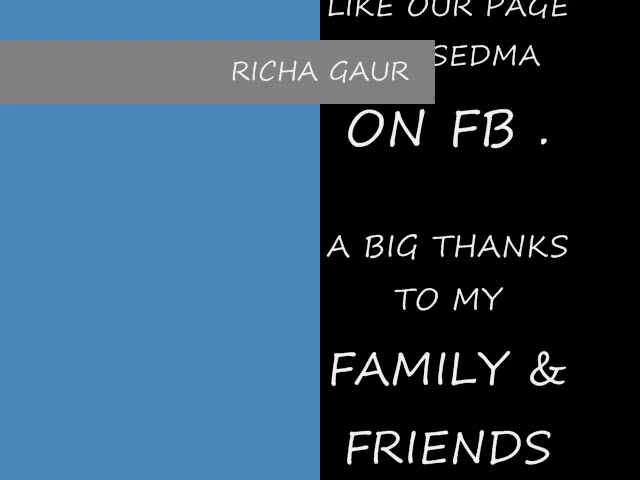 LIKE OUR PAGE
SEDMA
RICHA GAUR
ON FB .
A BIG THANKS
TO MY
FAMILY &
FRIENDS